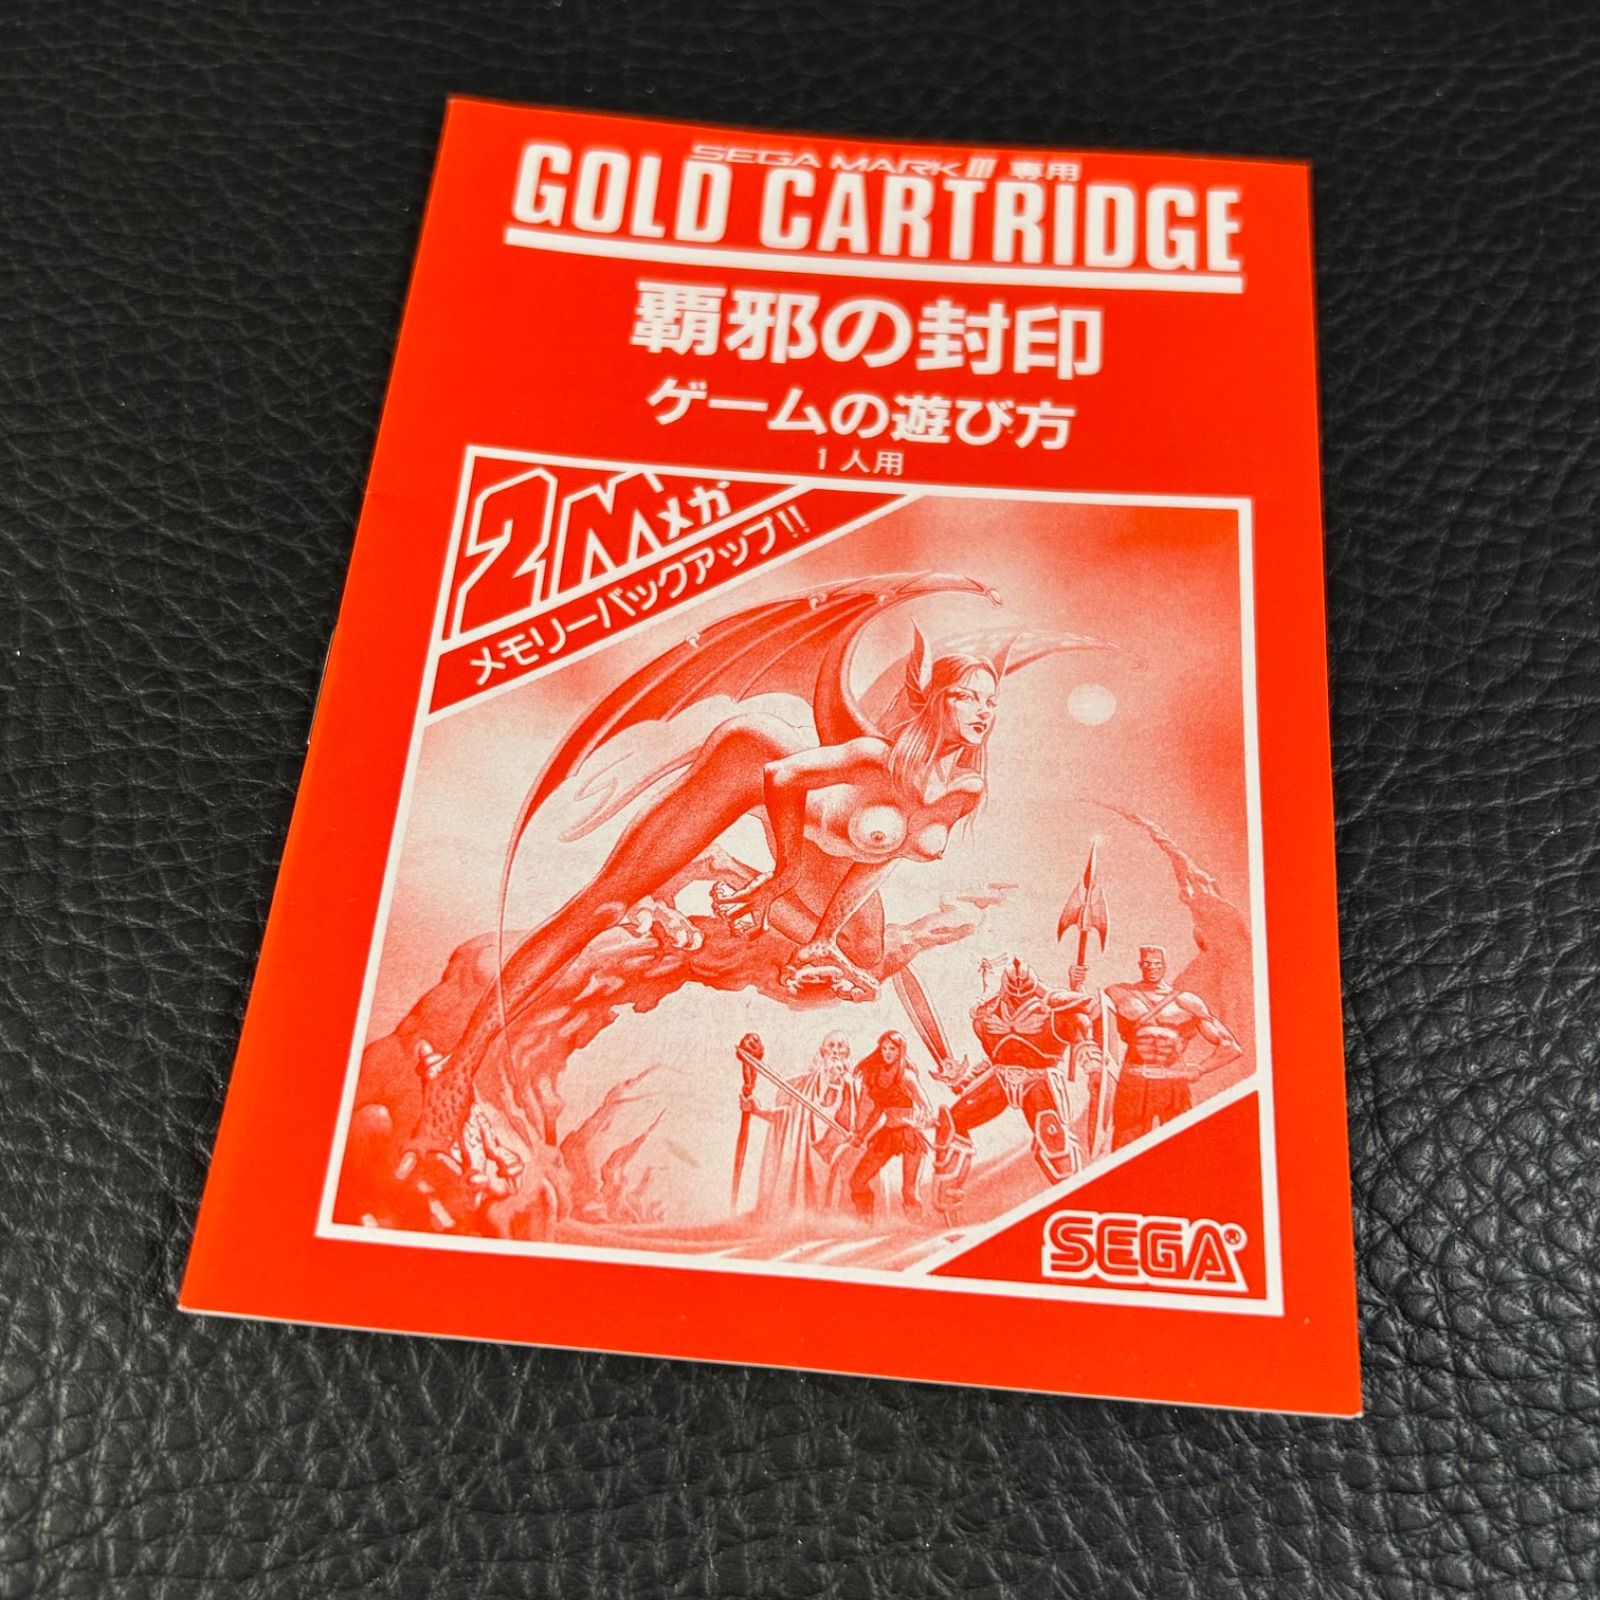 SEGA MARK III 専用
GOLD CARTRIDGE
覇邪の封印
ゲームの遊び方
1人用
2Mメガ
メモリーバックアップ!!
SEGA®